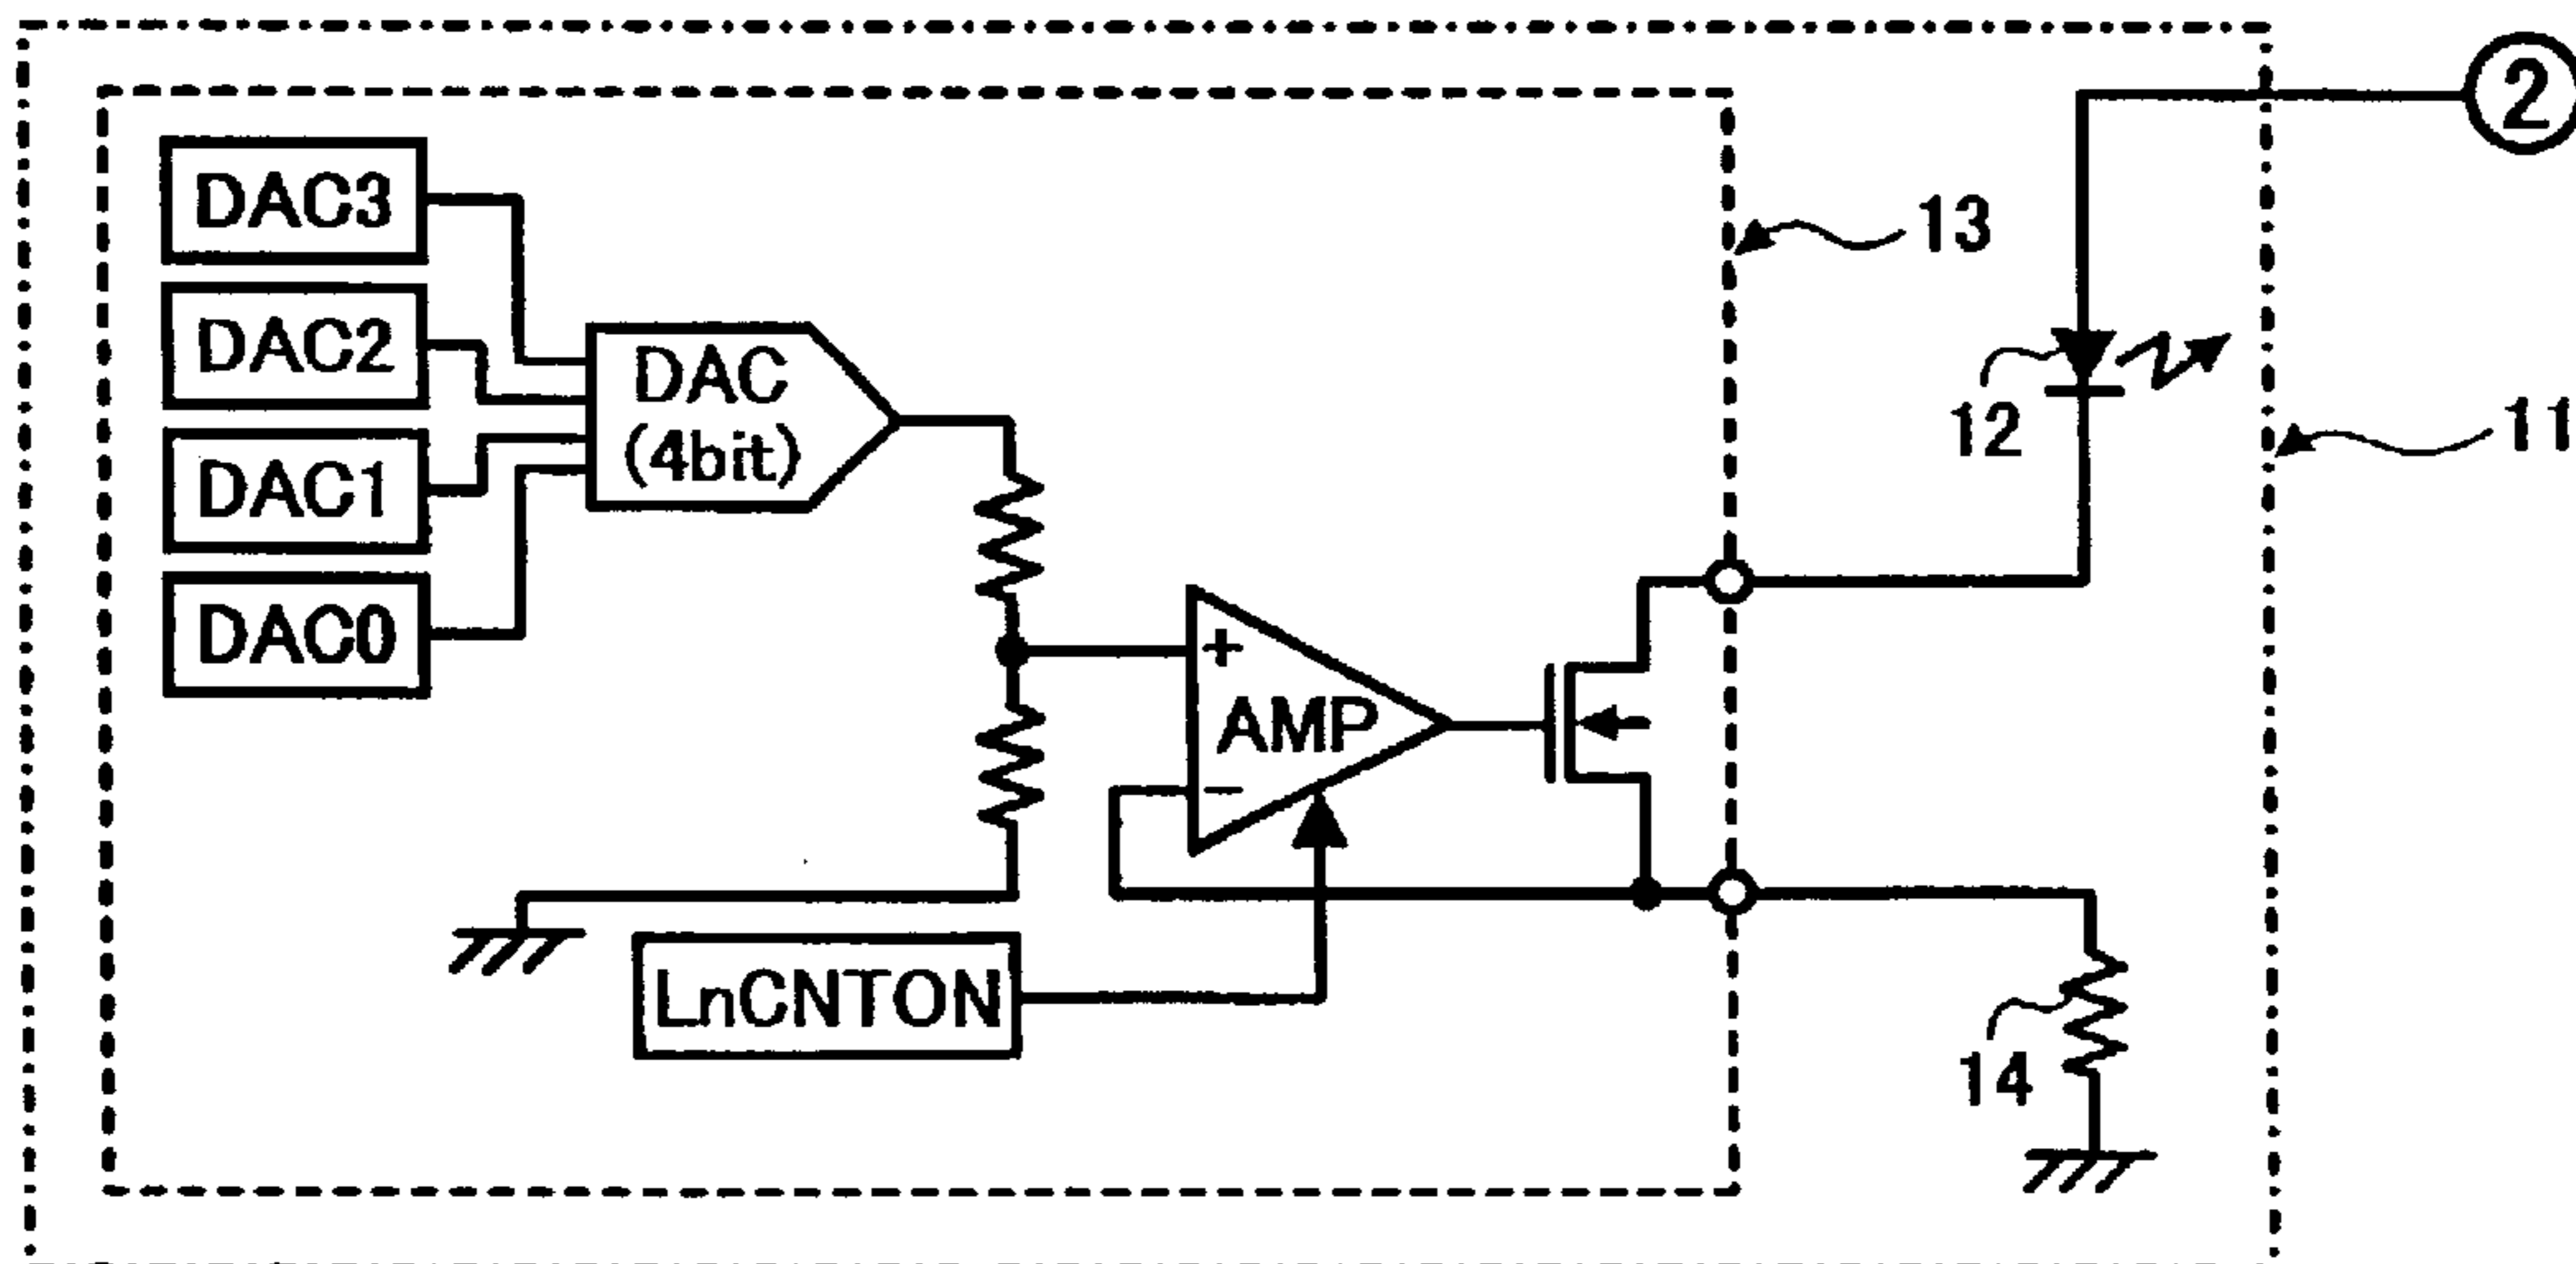 ②
DAC3
13
DAC2
DAC
(4bit)
12
11
DAC1
DAC0
+
AMP
−
LnCNTON
14